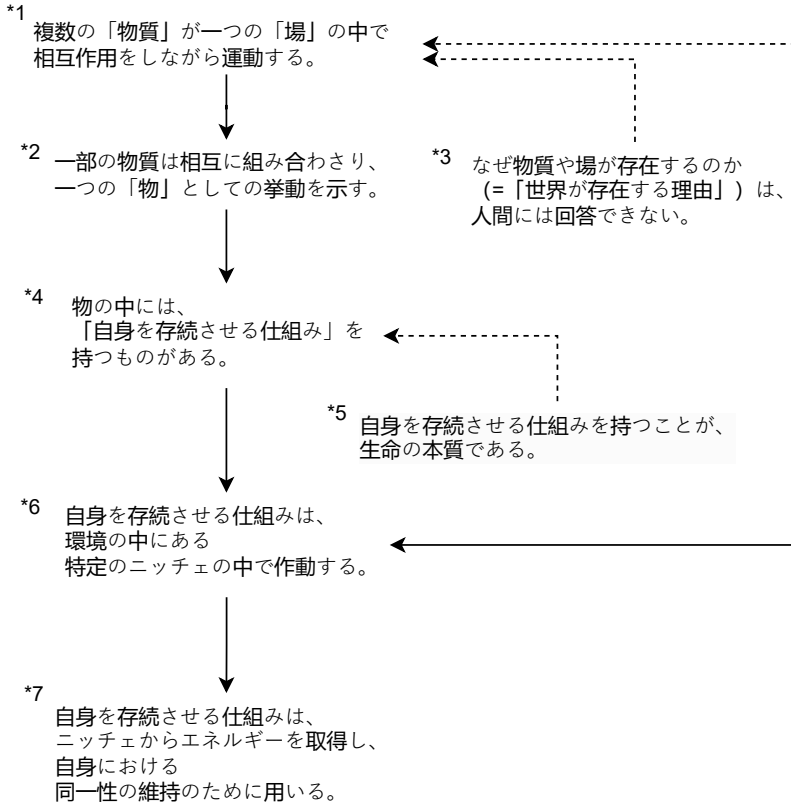 *1
複数の「物質」が一つの「場」の中で
相互作用をしながら運動する。
*2
一部の物質は相互に組み合わさり、
一つの「物」としての挙動を示す。
*3
なぜ物質や場が存在するのか
(=「世界が存在する理由」) は、
人間には回答できない。
*4
物の中には、
「自身を存続させる仕組み」を
持つものがある。
*5
自身を存続させる仕組みを持つことが、
生命の本質である。
*6
自身を存続させる仕組みは、
環境の中にある
特定のニッチェの中で作動する。
*7
自身を存続させる仕組みは、
ニッチェからエネルギーを取得し、
自身における
同一性の維持のために用いる。